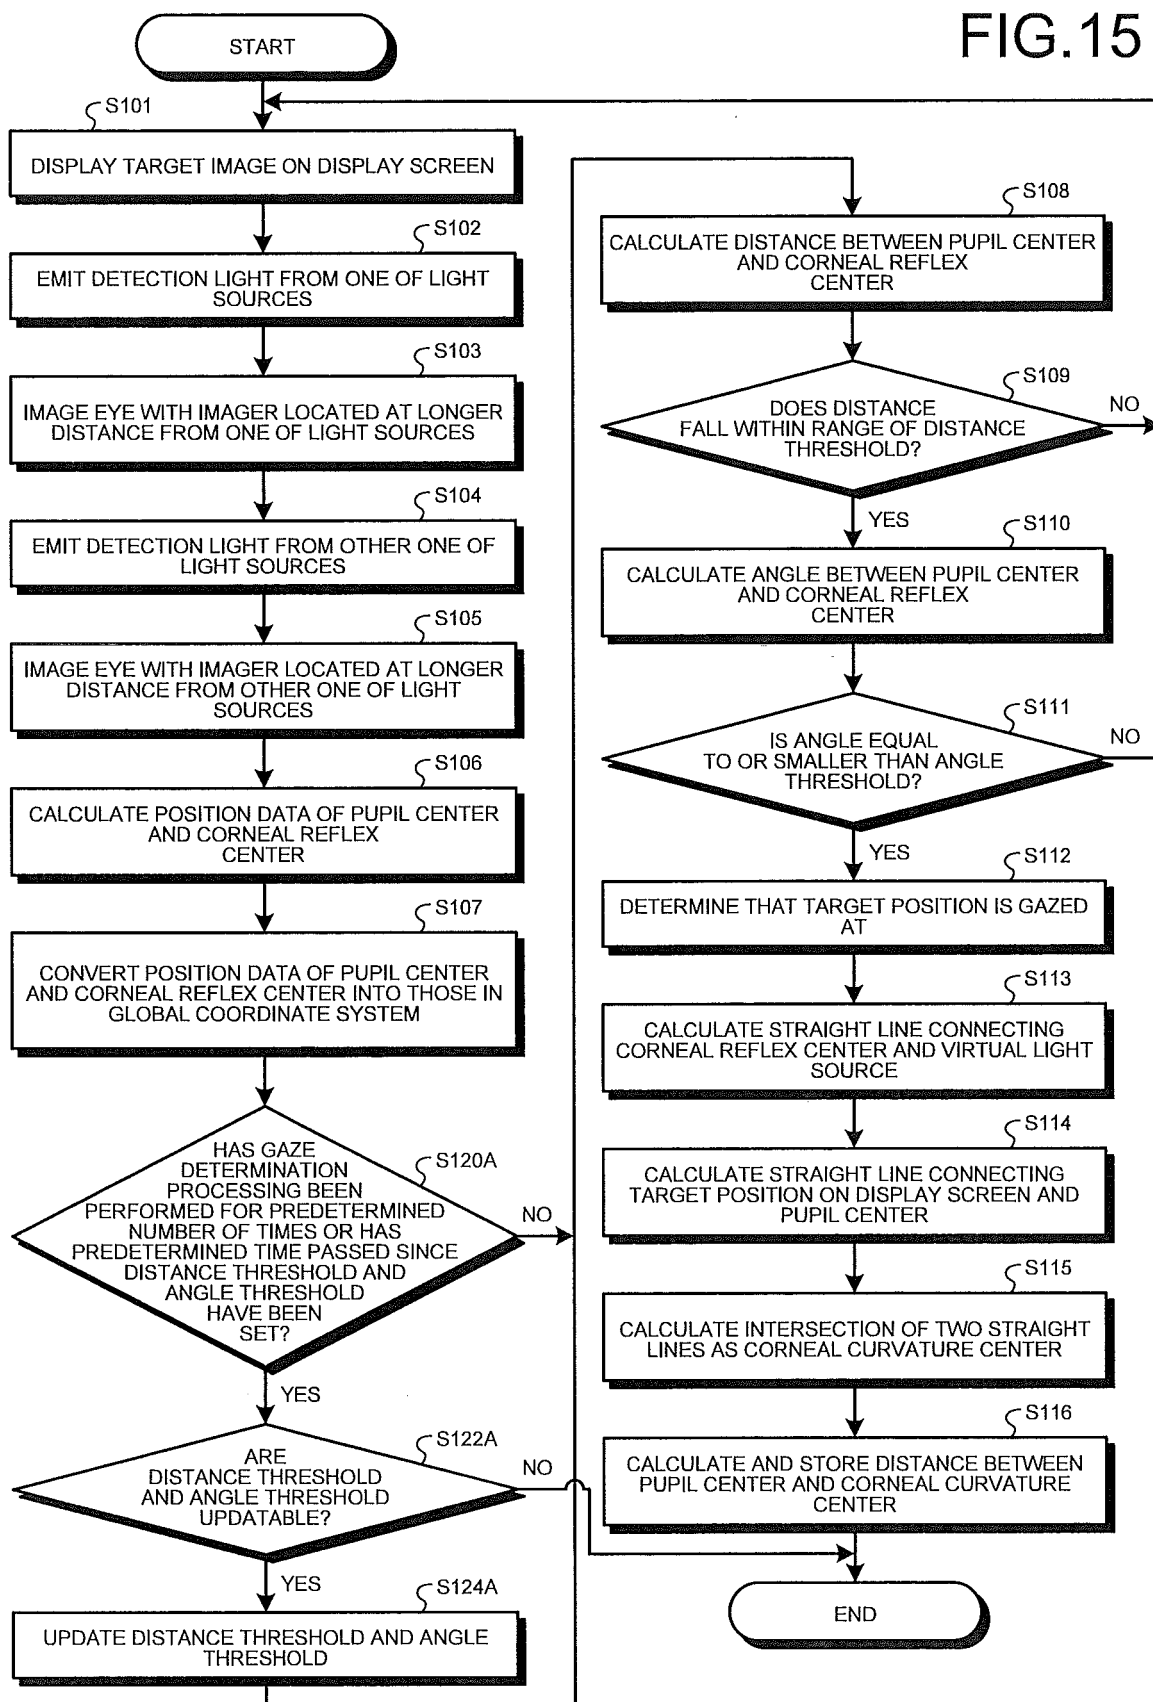 FIG.15
START
S101
DISPLAY TARGET IMAGE ON DISPLAY SCREEN
S102
EMIT DETECTION LIGHT FROM ONE OF LIGHT
SOURCES
S103
IMAGE EYE WITH IMAGER LOCATED AT LONGER
DISTANCE FROM ONE OF LIGHT SOURCES
S104
EMIT DETECTION LIGHT FROM OTHER ONE OF
LIGHT SOURCES
S105
IMAGE EYE WITH IMAGER LOCATED AT LONGER
DISTANCE FROM OTHER ONE OF LIGHT
SOURCES
S106
CALCULATE POSITION DATA OF PUPIL CENTER
AND CORNEAL REFLEX
CENTER
S107
CONVERT POSITION DATA OF PUPIL CENTER
AND CORNEAL REFLEX CENTER INTO THOSE IN
GLOBAL COORDINATE SYSTEM
S120A
HAS GAZE
DETERMINATION
PROCESSING BEEN
PERFORMED FOR PREDETERMINED
NUMBER OF TIMES OR HAS
PREDETERMINED TIME PASSED SINCE
DISTANCE THRESHOLD AND
ANGLE THRESHOLD
HAVE BEEN
SET?
NO
YES
S122A
ARE
DISTANCE THRESHOLD
AND ANGLE THRESHOLD
UPDATABLE?
NO
YES
S124A
UPDATE DISTANCE THRESHOLD AND ANGLE
THRESHOLD
S108
CALCULATE DISTANCE BETWEEN PUPIL CENTER
AND CORNEAL REFLEX
CENTER
S109
DOES DISTANCE
FALL WITHIN RANGE OF DISTANCE
THRESHOLD?
NO
YES
S110
CALCULATE ANGLE BETWEEN PUPIL CENTER
AND CORNEAL REFLEX
CENTER
S111
IS ANGLE EQUAL
TO OR SMALLER THAN ANGLE
THRESHOLD?
NO
YES
S112
DETERMINE THAT TARGET POSITION IS GAZED
AT
S113
CALCULATE STRAIGHT LINE CONNECTING
CORNEAL REFLEX CENTER AND VIRTUAL LIGHT
SOURCE
S114
CALCULATE STRAIGHT LINE CONNECTING
TARGET POSITION ON DISPLAY SCREEN AND
PUPIL CENTER
S115
CALCULATE INTERSECTION OF TWO STRAIGHT
LINES AS CORNEAL CURVATURE CENTER
S116
CALCULATE AND STORE DISTANCE BETWEEN
PUPIL CENTER AND CORNEAL CURVATURE
CENTER
END